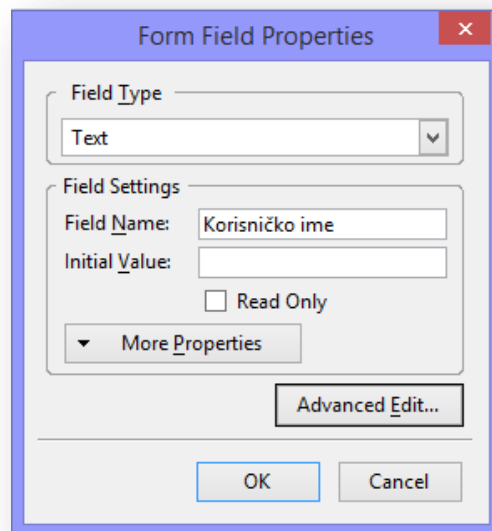 Form Field Properties
Field Type
Text
Field Settings
Field Name: Korisničko ime
Initial Value:
Read Only
More Properties
Advanced Edit...
OK Cancel